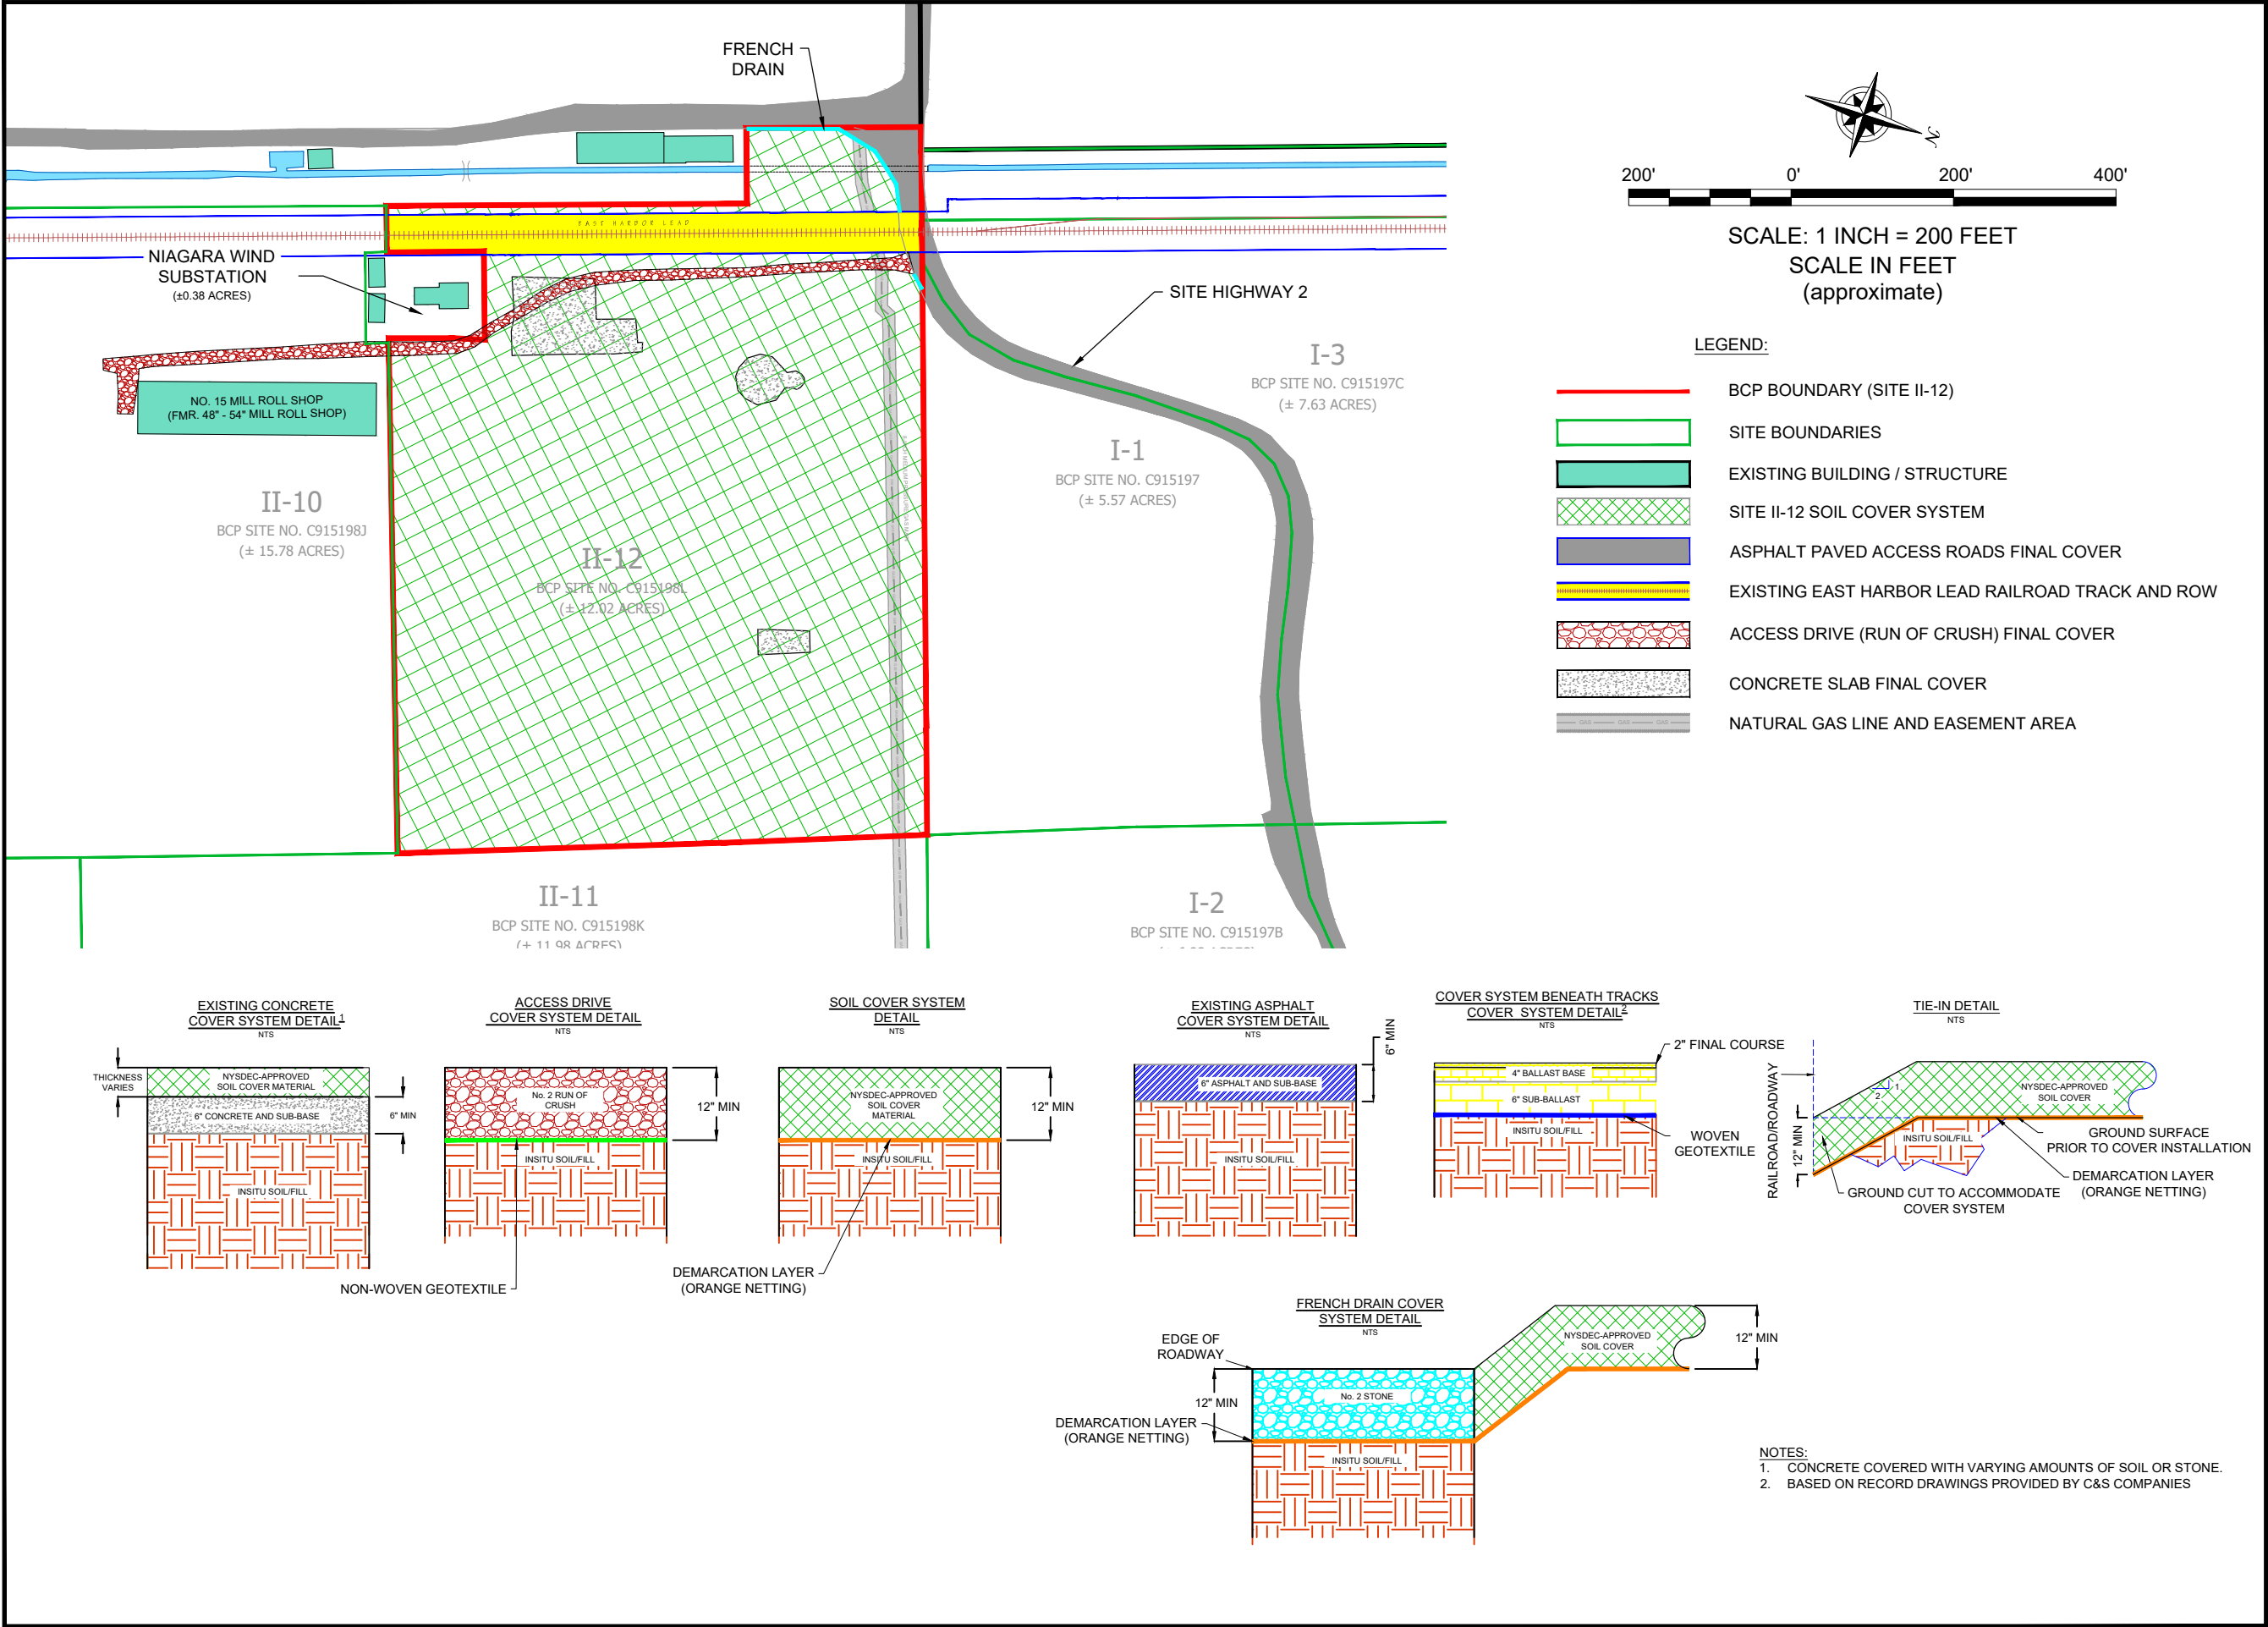 FRENCH
DRAIN
EAST HARBOR LEAD
NIAGARA WIND
SUBSTATION
(±0.38 ACRES)
SITE HIGHWAY 2
NO. 15 MILL ROLL SHOP
(FMR. 48" - 54" MILL ROLL SHOP)
I-3
BCP SITE NO. C915197C
(± 7.63 ACRES)
I-1
BCP SITE NO. C915197
(± 5.57 ACRES)
II-10
BCP SITE NO. C915198J
(± 15.78 ACRES)
II-12
BCP SITE NO. C915198L
(± 12.02 ACRES)
II-11
BCP SITE NO. C915198K
(± 11.98 ACRES)
I-2
BCP SITE NO. C915197B
N
200' 0' 200' 400'
SCALE: 1 INCH = 200 FEET
SCALE IN FEET
(approximate)
LEGEND:
BCP BOUNDARY (SITE II-12)
SITE BOUNDARIES
EXISTING BUILDING / STRUCTURE
SITE II-12 SOIL COVER SYSTEM
ASPHALT PAVED ACCESS ROADS FINAL COVER
EXISTING EAST HARBOR LEAD RAILROAD TRACK AND ROW
ACCESS DRIVE (RUN OF CRUSH) FINAL COVER
CONCRETE SLAB FINAL COVER
GAS GAS GAS
NATURAL GAS LINE AND EASEMENT AREA
EXISTING CONCRETE
COVER SYSTEM DETAIL1
NTS
THICKNESS
VARIES
NYSDEC-APPROVED
SOIL COVER MATERIAL
6" CONCRETE AND SUB-BASE
6" MIN
INSITU SOIL/FILL
ACCESS DRIVE
COVER SYSTEM DETAIL
NTS
No. 2 RUN OF
CRUSH
12" MIN
INSITU SOIL/FILL
NON-WOVEN GEOTEXTILE
SOIL COVER SYSTEM
DETAIL
NTS
NYSDEC-APPROVED
SOIL COVER
MATERIAL
12" MIN
INSITU SOIL/FILL
DEMARCATION LAYER
(ORANGE NETTING)
EXISTING ASPHALT
COVER SYSTEM DETAIL
NTS
6" MIN
6" ASPHALT AND SUB-BASE
INSITU SOIL/FILL
COVER SYSTEM BENEATH TRACKS
COVER SYSTEM DETAIL2
NTS
2" FINAL COURSE
4" BALLAST BASE
6" SUB-BALLAST
INSITU SOIL/FILL
WOVEN
GEOTEXTILE
TIE-IN DETAIL
NTS
RAILROAD/ROADWAY
12" MIN
1
2
NYSDEC-APPROVED
SOIL COVER
INSITU SOIL/FILL
GROUND SURFACE
PRIOR TO COVER INSTALLATION
DEMARCATION LAYER
(ORANGE NETTING)
GROUND CUT TO ACCOMMODATE
COVER SYSTEM
FRENCH DRAIN COVER
SYSTEM DETAIL
NTS
EDGE OF
ROADWAY
12" MIN
No. 2 STONE
NYSDEC-APPROVED
SOIL COVER
12" MIN
DEMARCATION LAYER
(ORANGE NETTING)
INSITU SOIL/FILL
NOTES:
1. CONCRETE COVERED WITH VARYING AMOUNTS OF SOIL OR STONE.
2. BASED ON RECORD DRAWINGS PROVIDED BY C&S COMPANIES